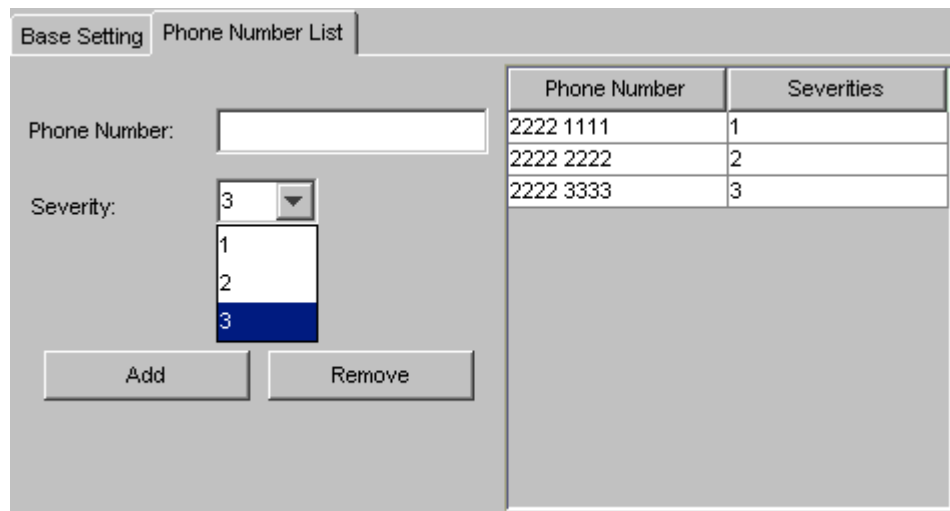 Base Setting Phone Number List
Phone Number:
Severity:
3
1
2
3
Add Remove
Phone Number Severities
2222 1111 1
2222 2222 2
2222 3333 3